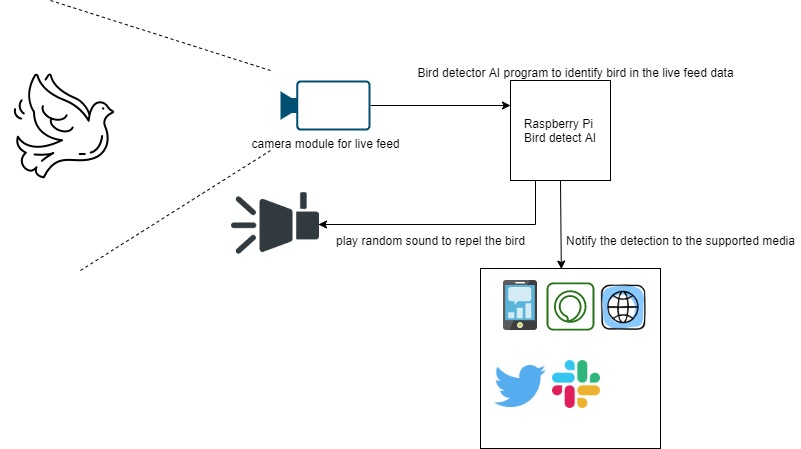 Bird detector AI program to identify bird in the live feed data
Raspberry Pi
Bird detect AI
camera module for live feed
play random sound to repel the bird
Notify the detection to the supported media